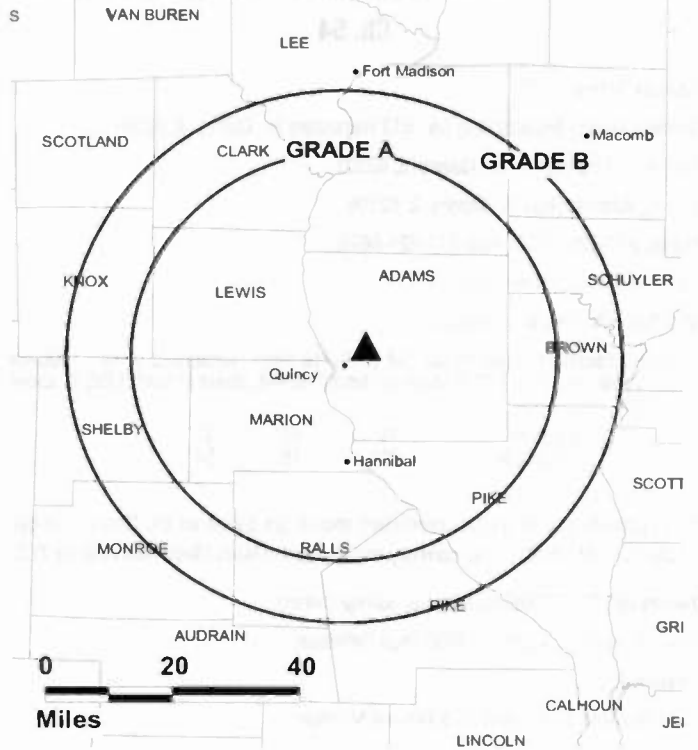 S
VAN BUREN
LEE
Fort Madison
Macomb
SCOTLAND
CLARK
GRADE A
GRADE B
KNOX
LEWIS
ADAMS
SCHUYLER
BROWN
Quincy
MARION
SHELBY
Hannibal
SCOTT
PIKE
MONROE
RALLS
PIKE
AUDRAIN
GRI
0 20 40
Miles
CALHOUN
JEI
LINCOLN